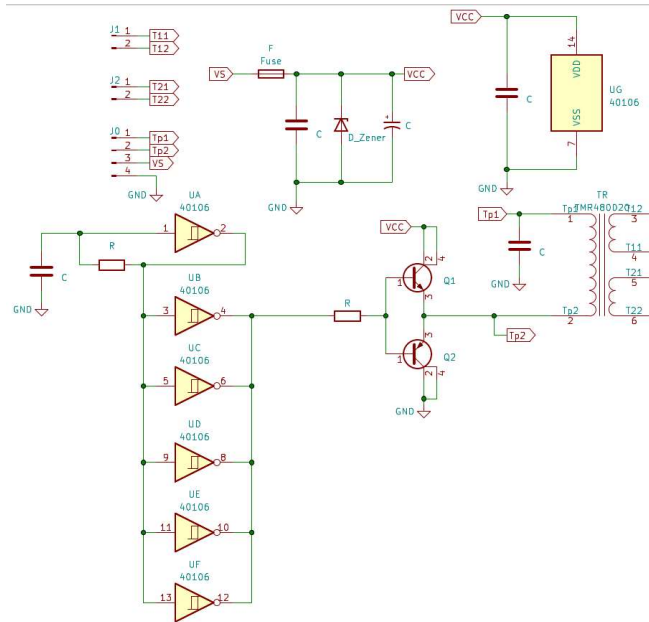 J1 1 T11
2 T12
J2 1 T21
2 T22
J0 1 Tp1
2 Tp2
3 VS
4
GND
F
Fuse
VS
VCC
C
D_Zener
+
C
GND
VCC
14
VDD
C
UG
40106
VSS
7
GND
UA
40106
1
2
R
C
GND
UB
40106
3
4
UC
40106
5
6
UD
40106
9
8
UE
40106
11
10
UF
40106
13
12
R
VCC
2
4
1
Q1
3
3
1
Q2
2
4
GND
Tp2
Tp1
C
GND
TR
TMR480D20
Tp1
1
Tp2
2
T12
3
T11
4
T21
5
T22
6